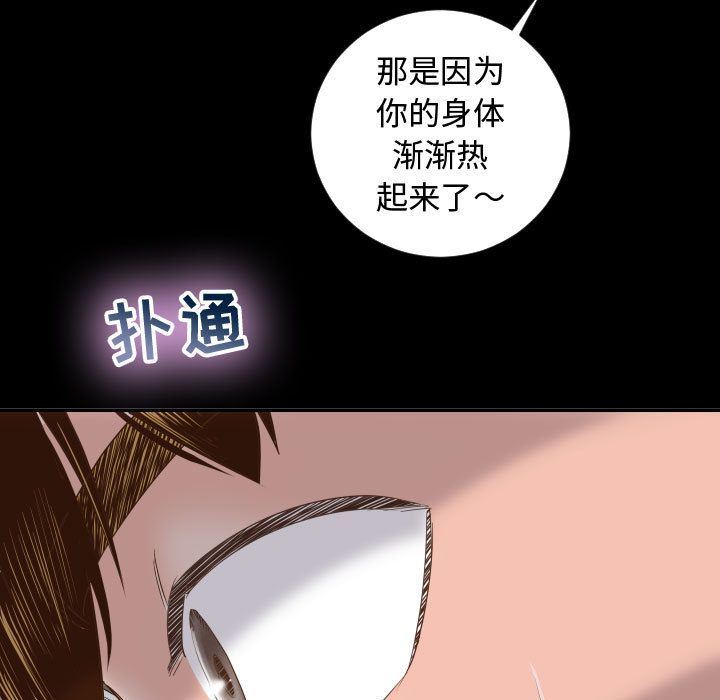 那是因为
你的身体
渐渐热
起来了～
扑通